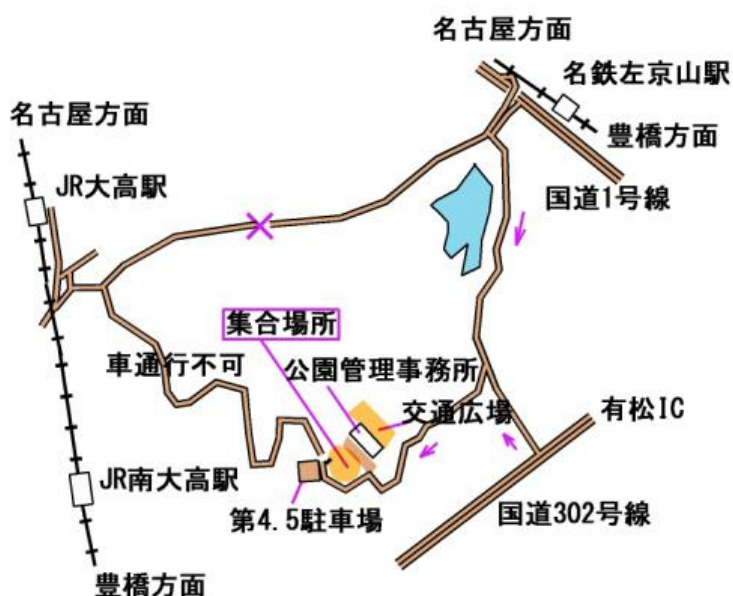 名古屋方面
名鉄左京山駅
名古屋方面
豊橋方面
JR大高駅
国道1号線
集合場所
車通行不可
公園管理事務所
交通広場
有松IC
JR南大高駅
第4.5駐車場
国道302号線
豊橋方面